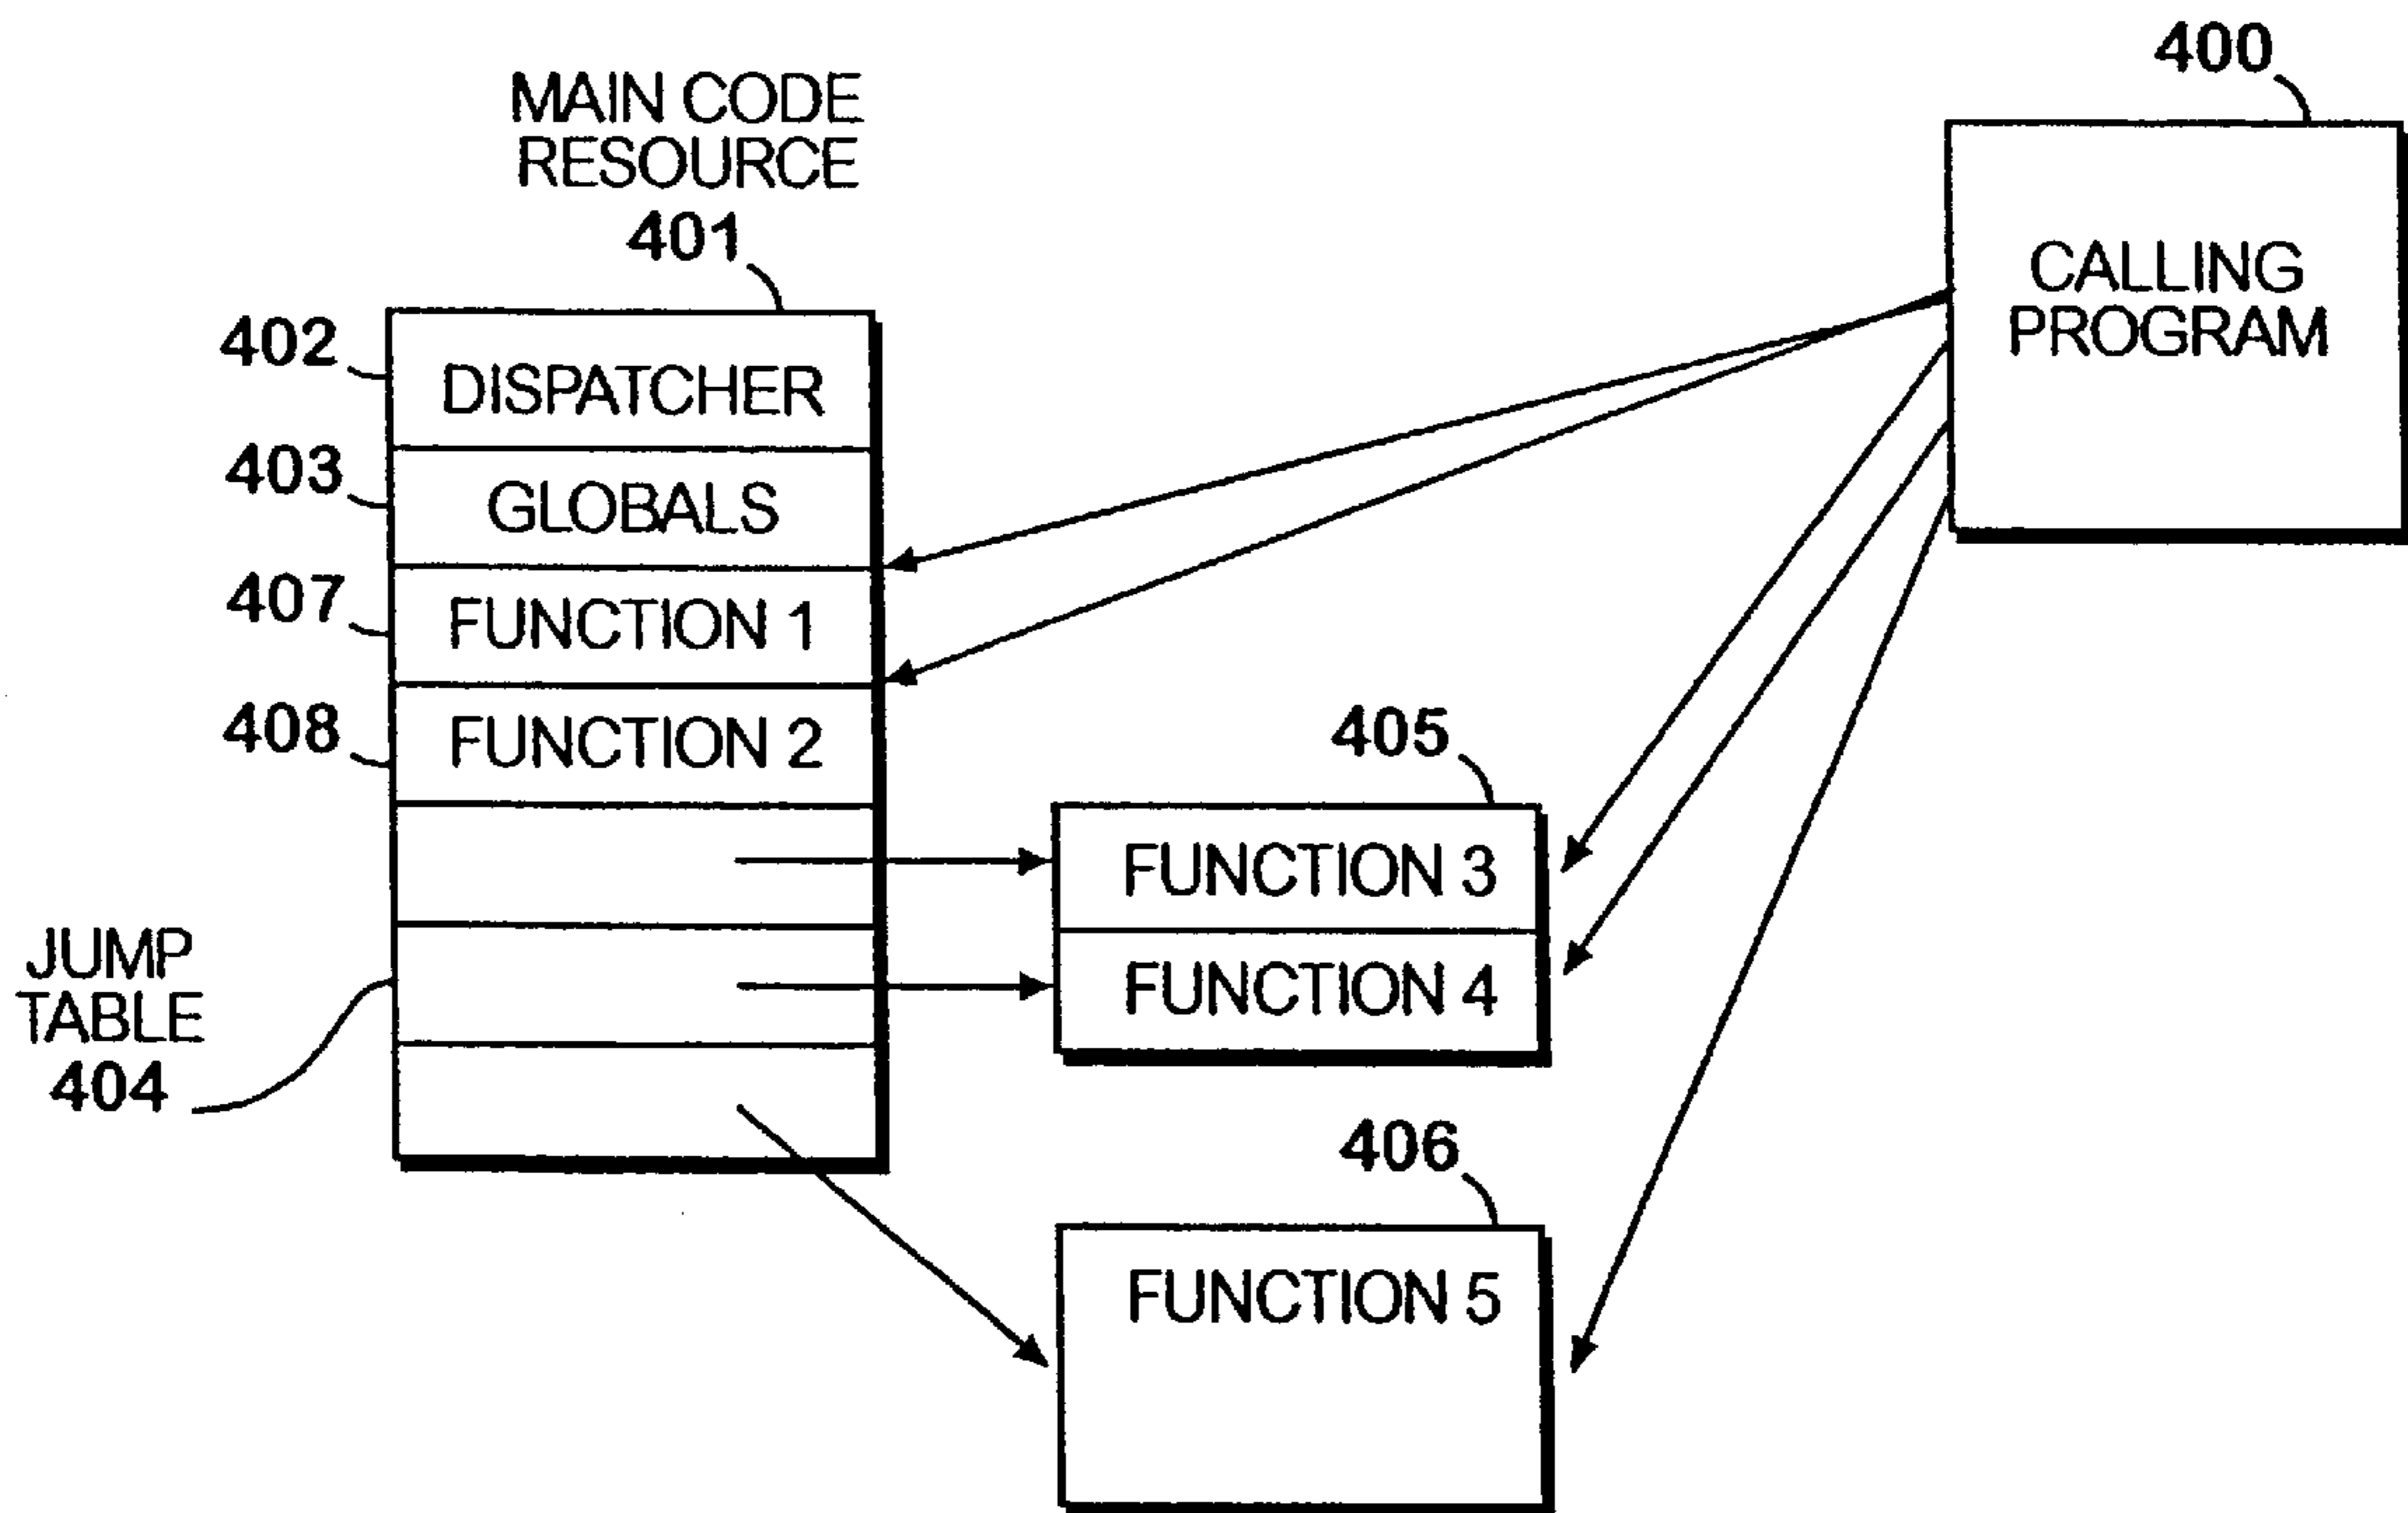 400
MAIN CODE
RESOURCE
401
CALLING
PROGRAM
402
DISPATCHER
403
GLOBALS
407
FUNCTION 1
408
FUNCTION 2
405
FUNCTION 3
FUNCTION 4
JUMP
TABLE
404
406
FUNCTION 5